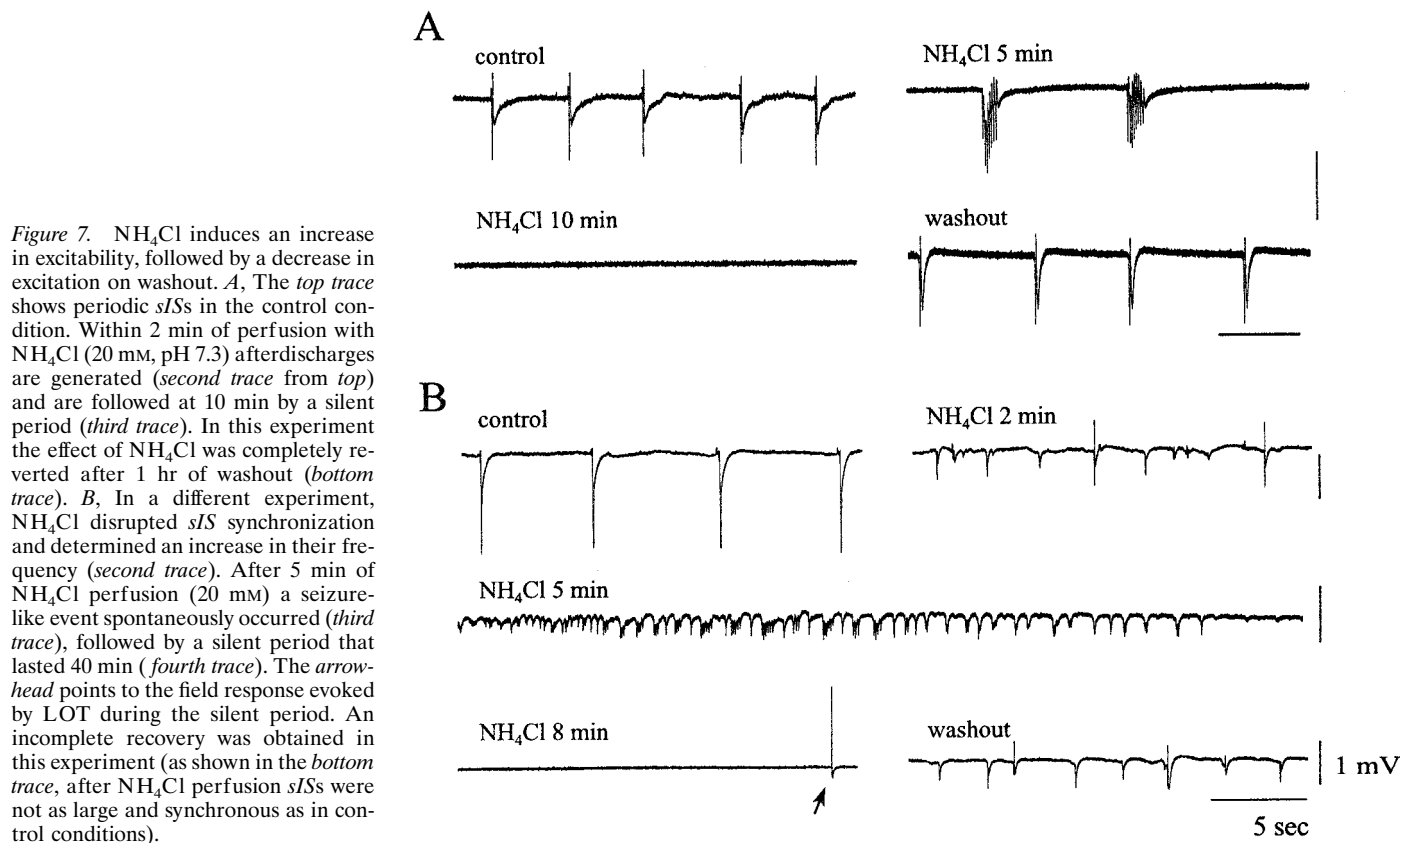 Figure 7. NH4Cl induces an increase
in excitability, followed by a decrease in
excitation on washout. A, The top trace
shows periodic sISs in the control con-
dition. Within 2 min of perfusion with
NH4Cl (20 mM, pH 7.3) afterdischarges
are generated (second trace from top)
and are followed at 10 min by a silent
period (third trace). In this experiment
the effect of NH4Cl was completely re-
verted after 1 hr of washout (bottom
trace). B, In a different experiment,
NH4Cl disrupted sIS synchronization
and determined an increase in their fre-
quency (second trace). After 5 min of
NH4Cl perfusion (20 mM) a seizure-
like event spontaneously occurred (third
trace), followed by a silent period that
lasted 40 min (fourth trace). The arrow-
head points to the field response evoked
by LOT during the silent period. An
incomplete recovery was obtained in
this experiment (as shown in the bottom
trace, after NH4Cl perfusion sISs were
not as large and synchronous as in con-
trol conditions).
A
control
NH4Cl 5 min
NH4Cl 10 min
washout
B
control
NH4Cl 2 min
NH4Cl 5 min
NH4Cl 8 min
washout
1 mV
5 sec